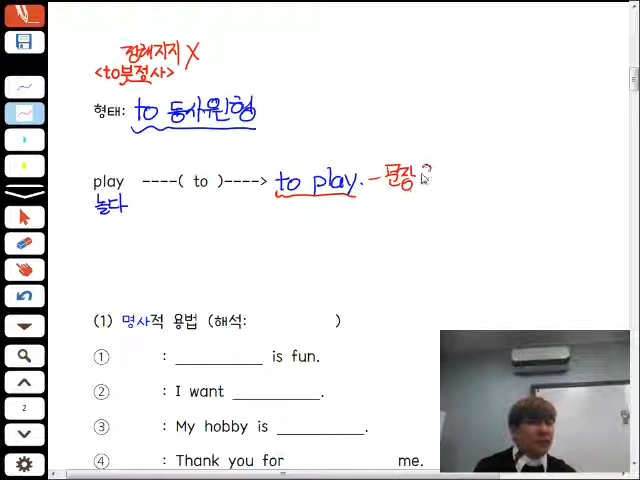 정해지지 X
<to부정사>
형태: to 동사원형
play ----( to )----> to play. - 문장
놀다
(1) 명사적 용법 (해석: )
① : __________ is fun.
② : I want __________.
③ : My hobby is __________.
④ : Thank you for me.
2